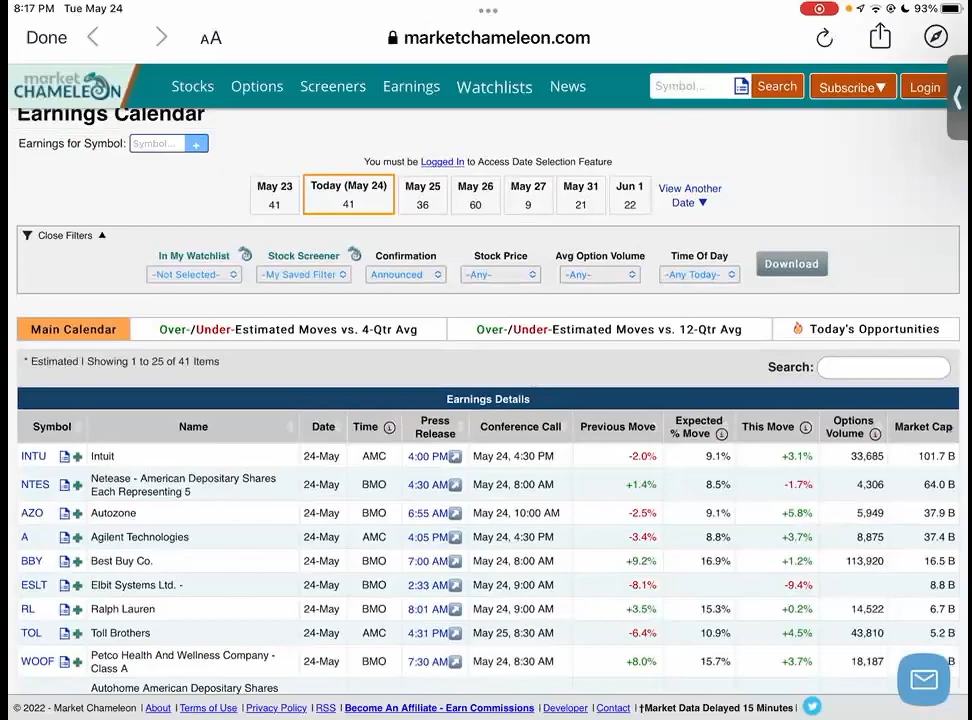 8:17 PM Tue May 24
93%
Done
AA
marketchameleon.com
market CHAMELEON
Stocks Options Screeners Earnings Watchlists News
Symbol... Search Subscribe▼ Login
Earnings Calendar
Earnings for Symbol: Symbol... +
You must be Logged In to Access Date Selection Feature
May 23 Today (May 24) May 25 May 26 May 27 May 31 Jun 1 View Another
41 41 36 60 9 21 22 Date ▼
Close Filters ▲
In My Watchlist Stock Screener Confirmation Stock Price Avg Option Volume Time Of Day
-Not Selected- -My Saved Filter Announced -Any- -Any- -Any Today- Download
Main Calendar Over-/Under-Estimated Moves vs. 4-Qtr Avg Over-/Under-Estimated Moves vs. 12-Qtr Avg Today's Opportunities
* Estimated | Showing 1 to 25 of 41 Items
Search:
Earnings Details
Symbol Name Date Time Press Release Conference Call Previous Move Expected % Move This Move Options Volume Market Cap
INTU Intuit 24-May AMC 4:00 PM May 24, 4:30 PM -2.0% 9.1% +3.1% 33,685 101.7 B
NTES Netease - American Depositary Shares Each Representing 5 24-May BMO 4:30 AM May 24, 8:00 AM +1.4% 8.5% -1.7% 4,306 64.0 B
AZO Autozone 24-May BMO 6:55 AM May 24, 10:00 AM -2.5% 9.1% +5.8% 5,949 37.9 B
A Agilent Technologies 24-May AMC 4:05 PM May 24, 4:30 PM -3.4% 8.8% +3.7% 8,875 37.4 B
BBY Best Buy Co. 24-May BMO 7:00 AM May 24, 8:00 AM +9.2% 16.9% +1.2% 113,920 16.5 B
ESLT Elbit Systems Ltd. - 24-May BMO 2:33 AM May 24, 9:00 AM -8.1% -9.4% 8.8 B
RL Ralph Lauren 24-May BMO 8:01 AM May 24, 9:00 AM +3.5% 15.3% +0.2% 14,522 6.7 B
TOL Toll Brothers 24-May AMC 4:31 PM May 25, 8:30 AM -6.4% 10.9% +4.5% 43,810 5.2 B
WOOF Petco Health And Wellness Company - Class A 24-May BMO 7:30 AM May 24, 8:30 AM +8.0% 15.7% +3.7% 18,187 B
Autohome American Depositary Shares
© 2022 - Market Chameleon | About | Terms of Use | Privacy Policy | RSS | Become An Affiliate - Earn Commissions | Developer | Contact | †Market Data Delayed 15 Minutes |